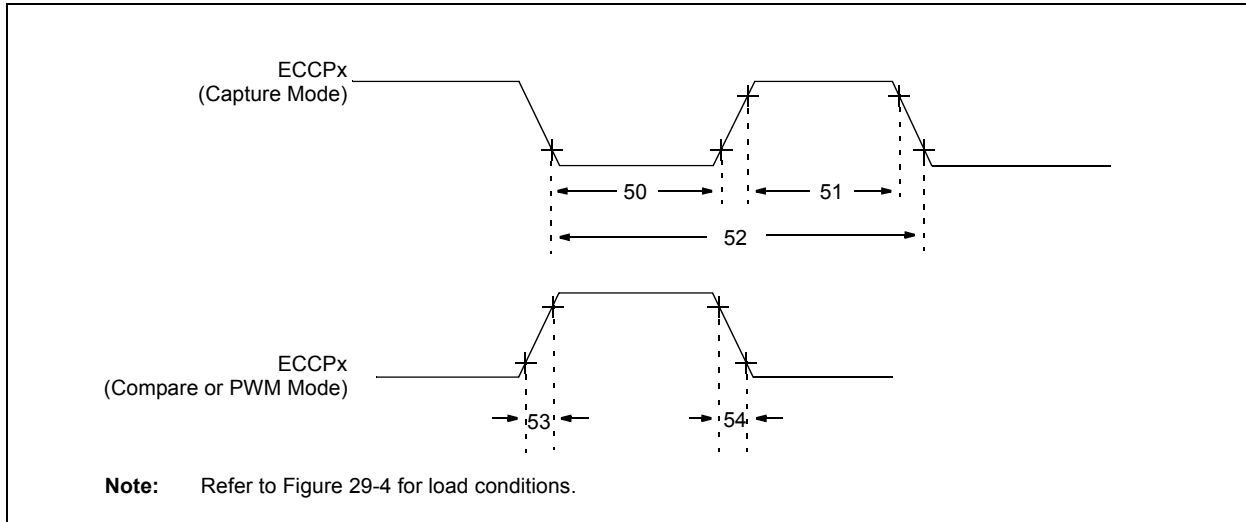 ECCPx
(Capture Mode)
50
51
52
ECCPx
(Compare or PWM Mode)
53
54
Note: Refer to Figure 29-4 for load conditions.